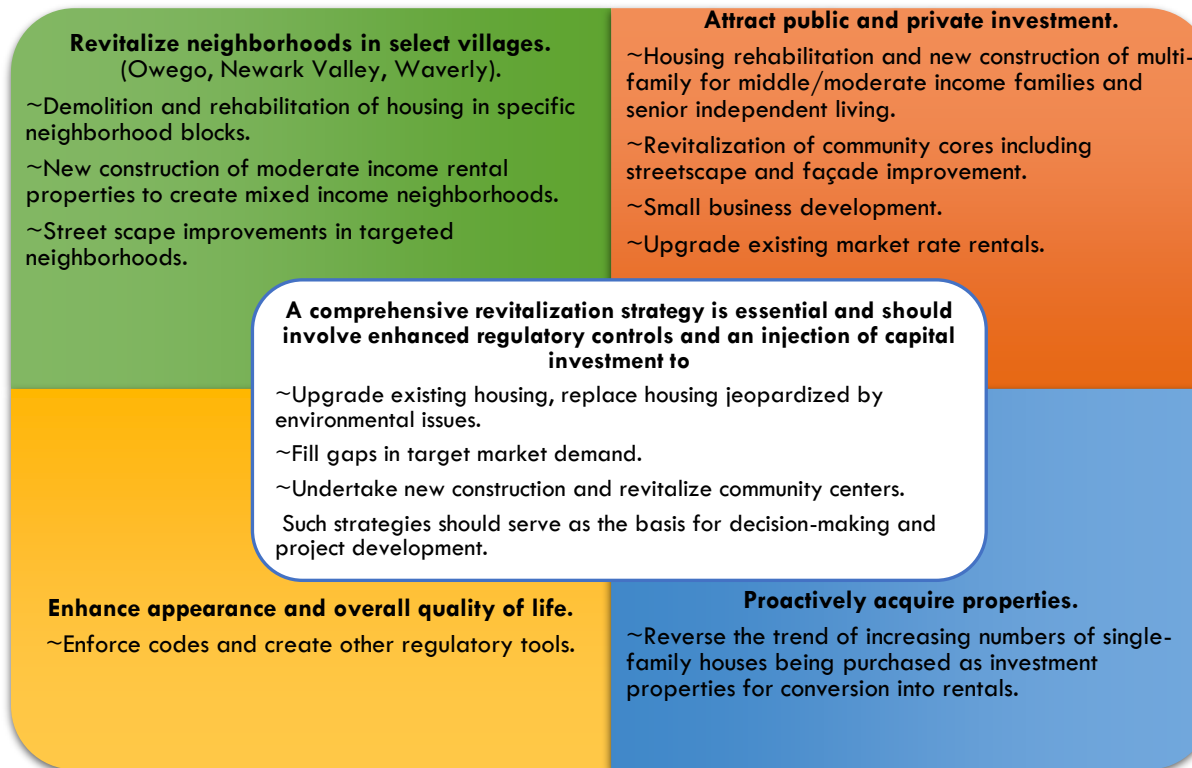 Revitalize neighborhoods in select villages.
(Owego, Newark Valley, Waverly).
~Demolition and rehabilitation of housing in specific
neighborhood blocks.
~New construction of moderate income rental
properties to create mixed income neighborhoods.
~Street scape improvements in targeted
neighborhoods.
Attract public and private investment.
~Housing rehabilitation and new construction of multi-
family for middle/moderate income families and
senior independent living.
~Revitalization of community cores including
streetscape and façade improvement.
~Small business development.
~Upgrade existing market rate rentals.
A comprehensive revitalization strategy is essential and should
involve enhanced regulatory controls and an injection of capital
investment to
~Upgrade existing housing, replace housing jeopardized by
environmental issues.
~Fill gaps in target market demand.
~Undertake new construction and revitalize community centers.
Such strategies should serve as the basis for decision-making and
project development.
Enhance appearance and overall quality of life.
~Enforce codes and create other regulatory tools.
Proactively acquire properties.
~Reverse the trend of increasing numbers of single-
family houses being purchased as investment
properties for conversion into rentals.